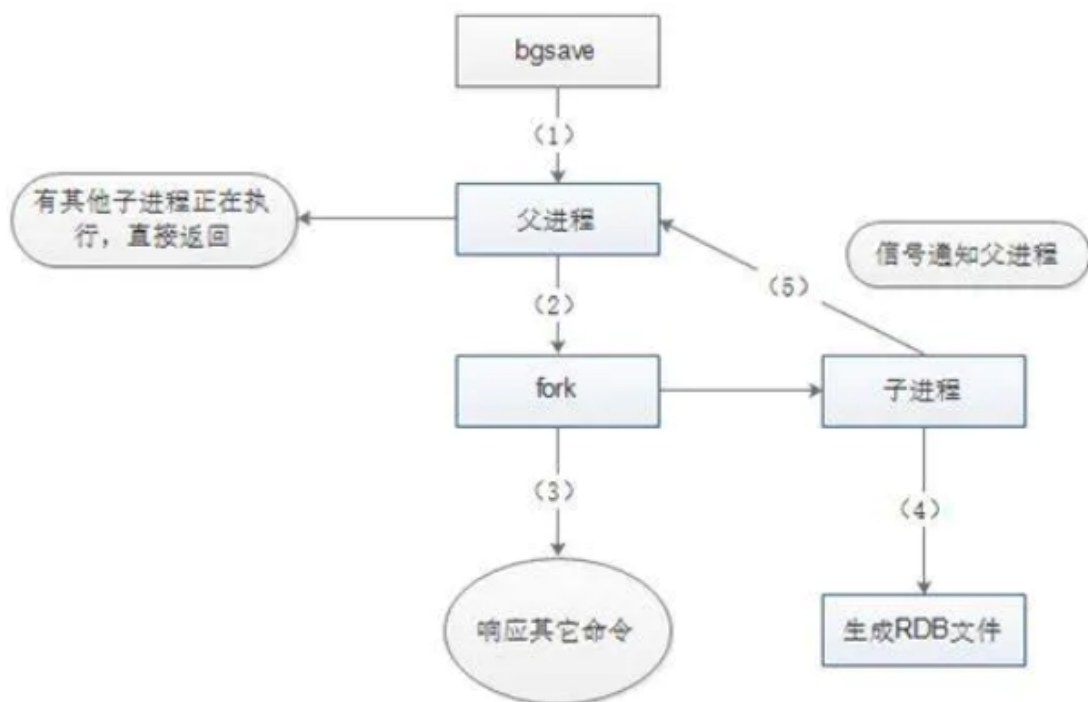 bgsave
（1）
有其他子进程正在执
行，直接返回
父进程
信号通知父进程
（5）
（2）
fork
子进程
（3）
（4）
响应其它命令
生成RDB文件